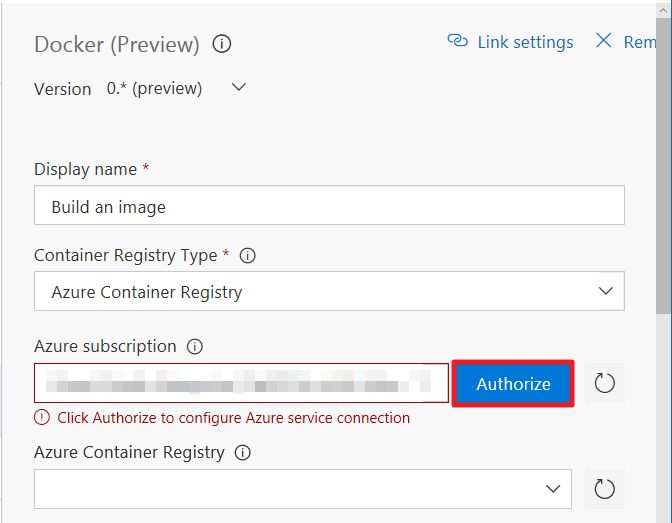 Docker (Preview) Link settings Rem
Version 0.* (preview)
Display name *
Build an image
Container Registry Type *
Azure Container Registry
Azure subscription
Authorize
Click Authorize to configure Azure service connection
Azure Container Registry